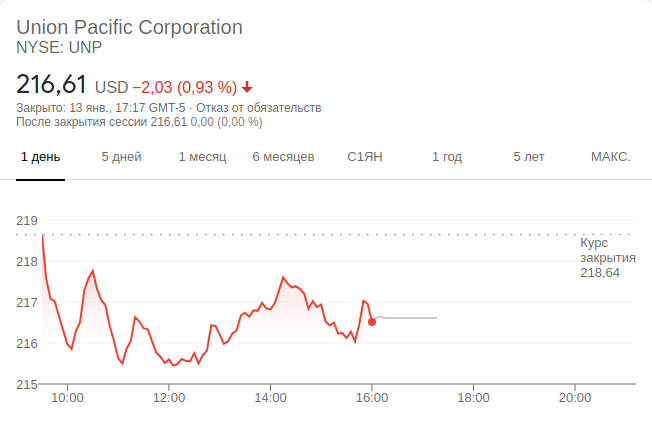 Union Pacific Corporation
NYSE: UNP
216,61 USD −2,03 (0,93 %)
Закрыто: 13 янв., 17:17 GMT-5 · Отказ от обязательств
После закрытия сессии 216,61 0,00 (0,00 %)
1 день 5 дней 1 месяц 6 месяцев С1ЯН 1 год 5 лет МАКС.
219
Курс
закрытия
218,64
218
217
216
215
10:00 12:00 14:00 16:00 18:00 20:00